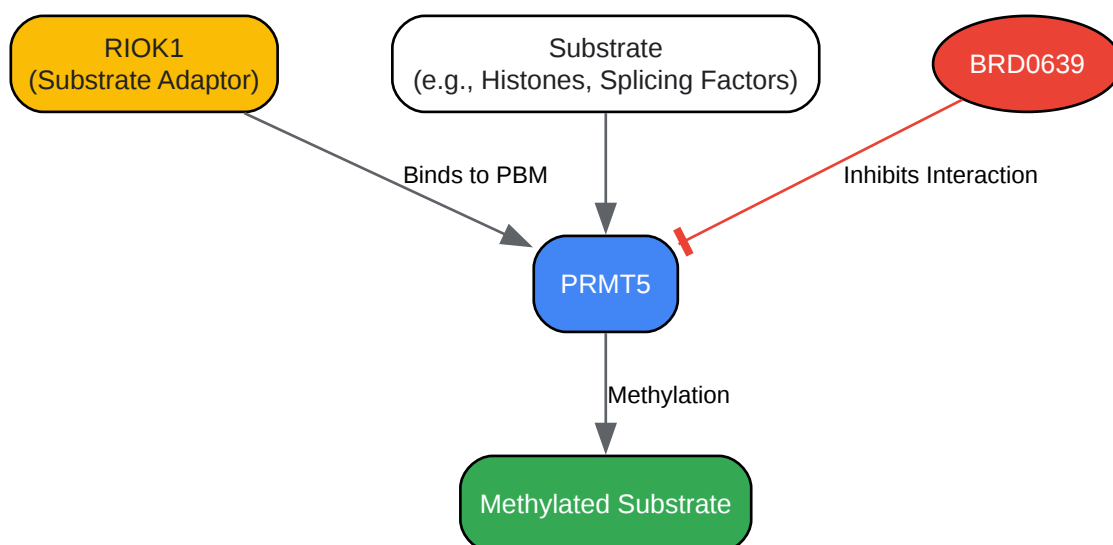 RIOK1
(Substrate Adaptor)
Substrate
(e.g., Histones, Splicing Factors)
BRD0639
Binds to PBM
Inhibits Interaction
PRMT5
Methylation
Methylated Substrate